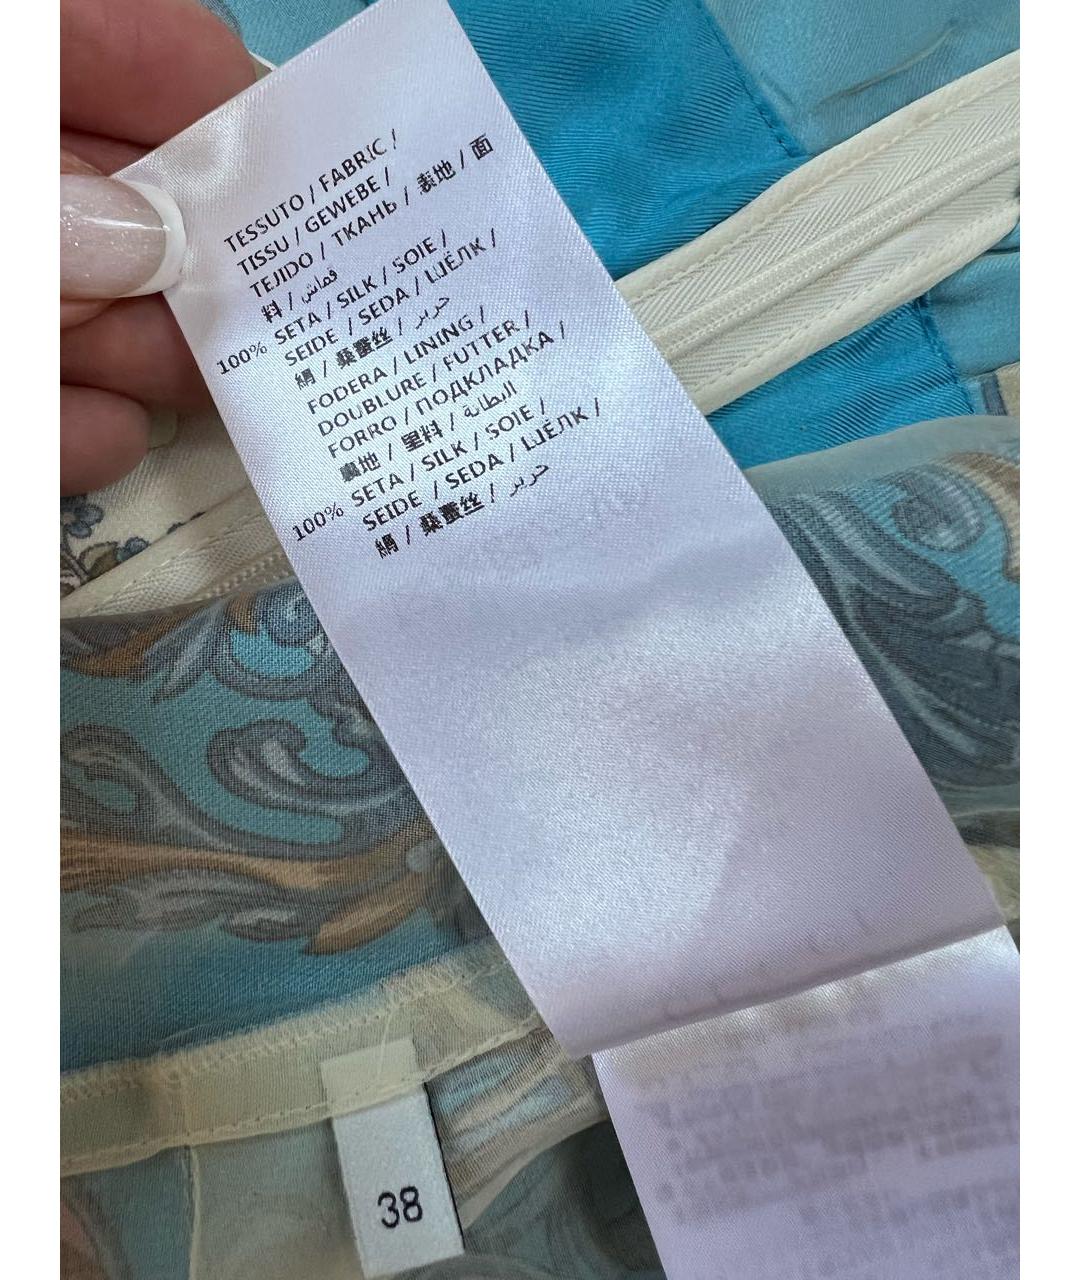 TESSUTO / FABRIC /
TISSU / GEWEBE /
TEJIDO / ТКАНЬ / 表地 / 面
料 / قماش
100% SETA / SILK / SOIE /
SEIDE / SEDA / ШЁЛК /
絹 / 桑蚕丝 / حرير
FODERA / LINING /
DOUBLURE / FUTTER /
FORRO / ПОДКЛАДКА /
裏地 / 里料 / البطانة
100% SETA / SILK / SOIE /
SEIDE / SEDA / ШЁЛК /
絹 / 桑蚕丝 / حرير
38